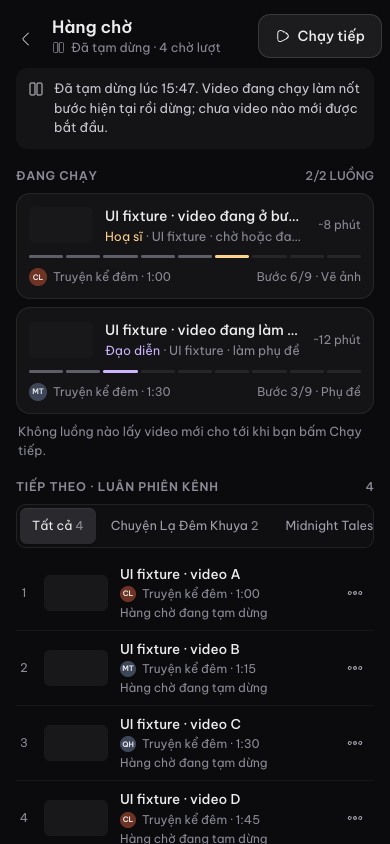 Hàng chờ
Đã tạm dừng · 4 chờ lượt
Chạy tiếp
Đã tạm dừng lúc 15:47. Video đang chạy làm nốt
bước hiện tại rồi dừng; chưa video nào mới được
bắt đầu.
ĐANG CHẠY
2/2 LUỒNG
UI fixture · video đang ở bư...
~8 phút
Hoạ sĩ · UI fixture · chờ hoặc đa...
CL Truyện kể đêm · 1:00
Bước 6/9 · Vẽ ảnh
UI fixture · video đang làm ...
~12 phút
Đạo diễn · UI fixture · làm phụ đề
MT Truyện kể đêm · 1:30
Bước 3/9 · Phụ đề
Không luồng nào lấy video mới cho tới khi bạn bấm Chạy
tiếp.
TIẾP THEO · LUÂN PHIÊN KÊNH
4
Tất cả 4
Chuyện Lạ Đêm Khuya 2
Midnight Tales
1
UI fixture · video A
CL Truyện kể đêm · 1:00
Hàng chờ đang tạm dừng
2
UI fixture · video B
MT Truyện kể đêm · 1:15
Hàng chờ đang tạm dừng
3
UI fixture · video C
QH Truyện kể đêm · 1:30
Hàng chờ đang tạm dừng
4
UI fixture · video D
CL Truyện kể đêm · 1:45
Hàng chờ đang tạm dừng